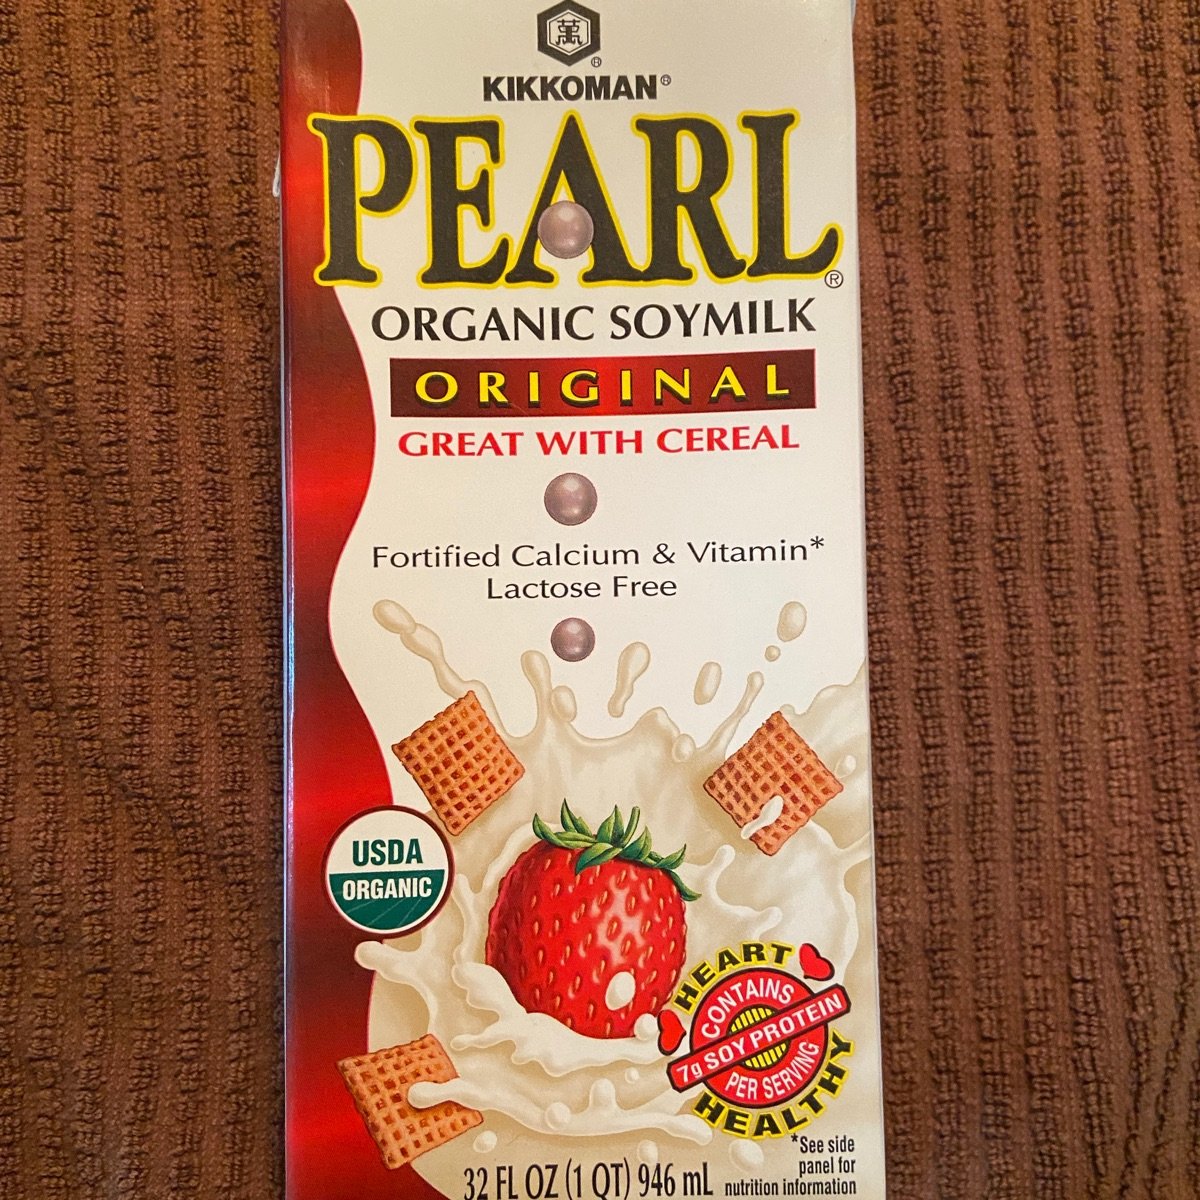 萬
®
KIKKOMAN®
PEARL®
ORGANIC SOYMILK
ORIGINAL
GREAT WITH CEREAL
Fortified Calcium & Vitamin*
Lactose Free
USDA
ORGANIC
HEART
CONTAINS
7g SOY PROTEIN
PER SERVING
HEALTHY
*See side
panel for
nutrition information
32 FL OZ (1 QT) 946 mL